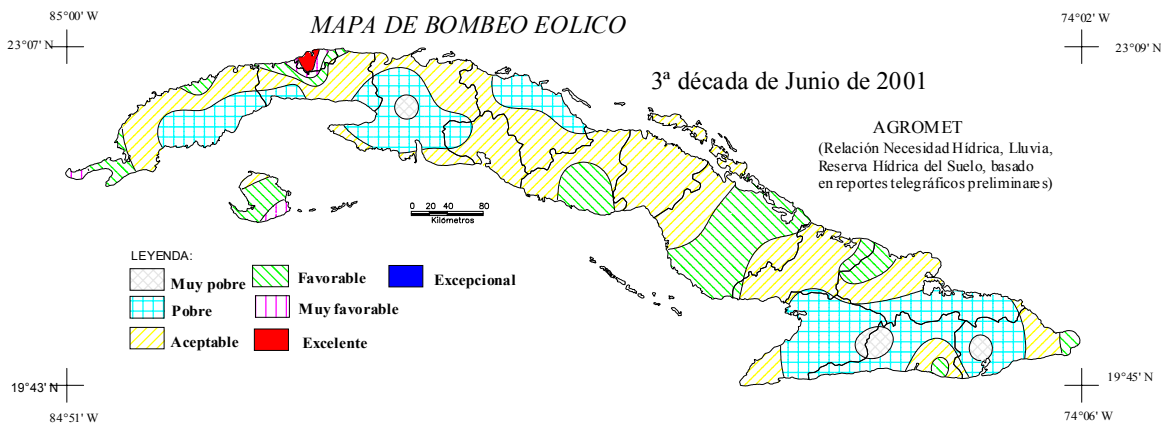 85°00' W
MAPA DE BOMBEO EOLICO
74°02' W
23°07' N
23°09' N
3ª década de Junio de 2001
AGROMET
(Relación Necesidad Hídrica, Lluvia,
Reserva Hídrica del Suelo, basado
en reportes telegráficos preliminares)
0 20 40 80
Kilómetros
LEYENDA:
Muy pobre
Favorable
Excepcional
Pobre
Muy favorable
Aceptable
Excelente
19°43' N
19°45' N
84°51' W
74°06' W